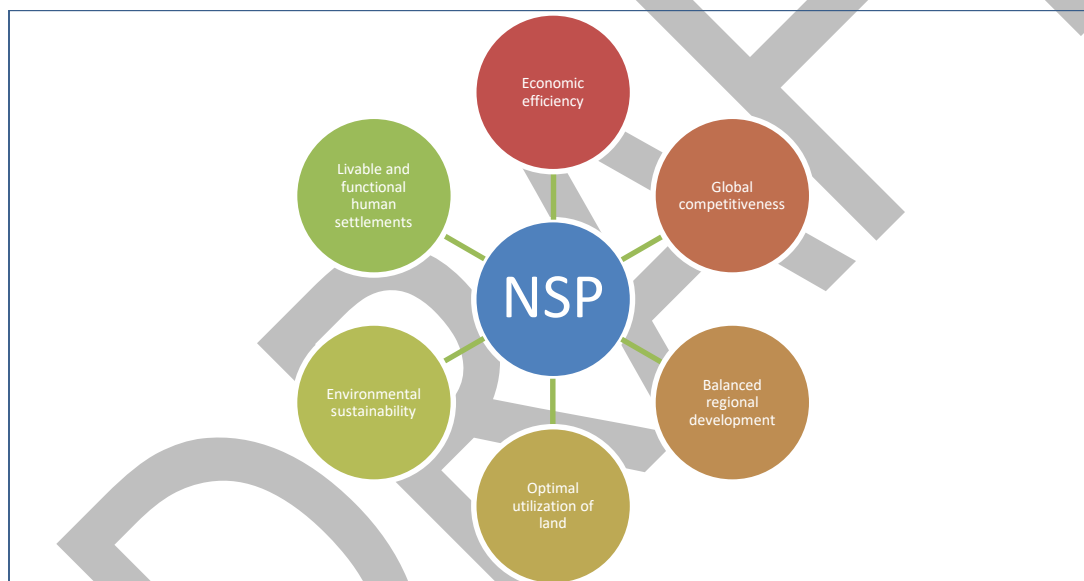 Economic
efficiency
Global
competitiveness
Balanced
regional
development
Optimal
utilization of
land
Environmental
sustainability
Livable and
functional
human
settlements
NSP
DRAFT